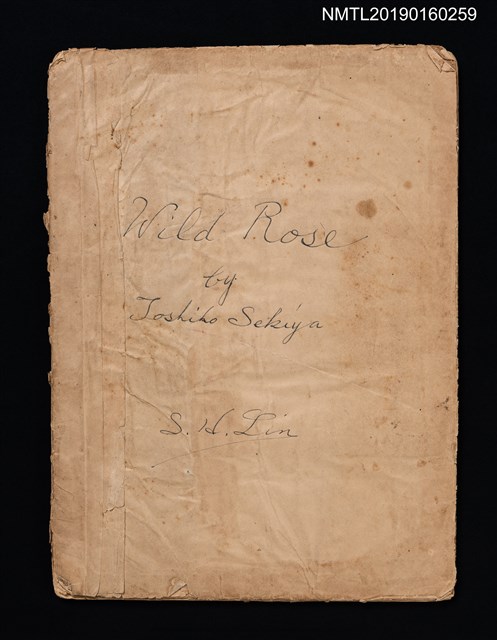 NMTL20190160259
Wild Rose
by
Toshiko Sekiya
S. H. Lin